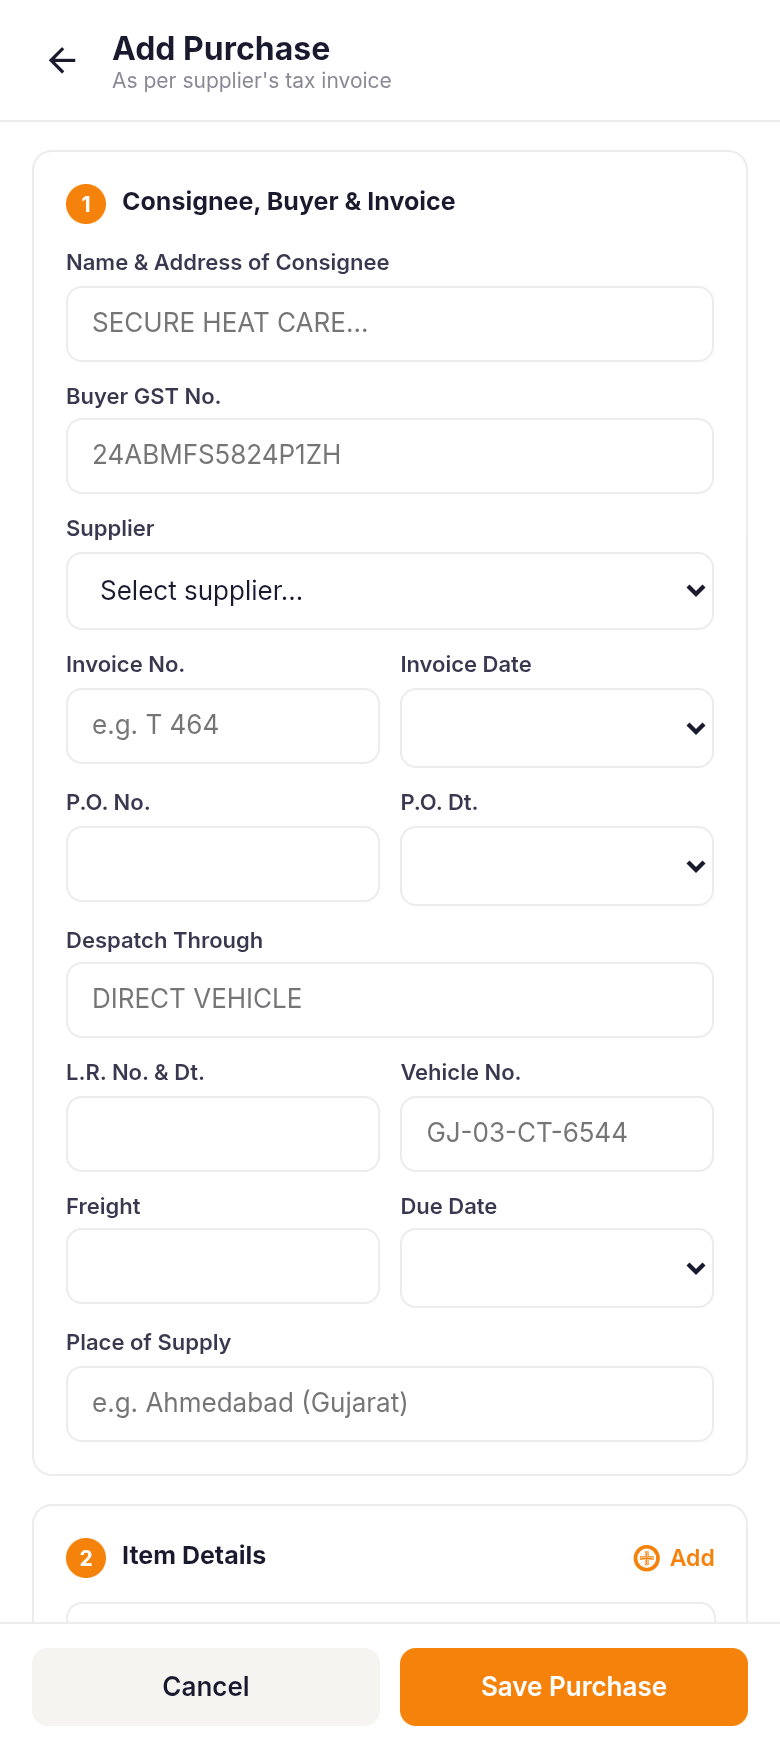 Add Purchase
As per supplier's tax invoice
1 Consignee, Buyer & Invoice
Name & Address of Consignee
SECURE HEAT CARE...
Buyer GST No.
24ABMFS5824P1ZH
Supplier
Select supplier...
Invoice No. Invoice Date
e.g. T 464
P.O. No. P.O. Dt.
Despatch Through
DIRECT VEHICLE
L.R. No. & Dt. Vehicle No.
GJ-03-CT-6544
Freight Due Date
Place of Supply
e.g. Ahmedabad (Gujarat)
2 Item Details Add
Cancel Save Purchase